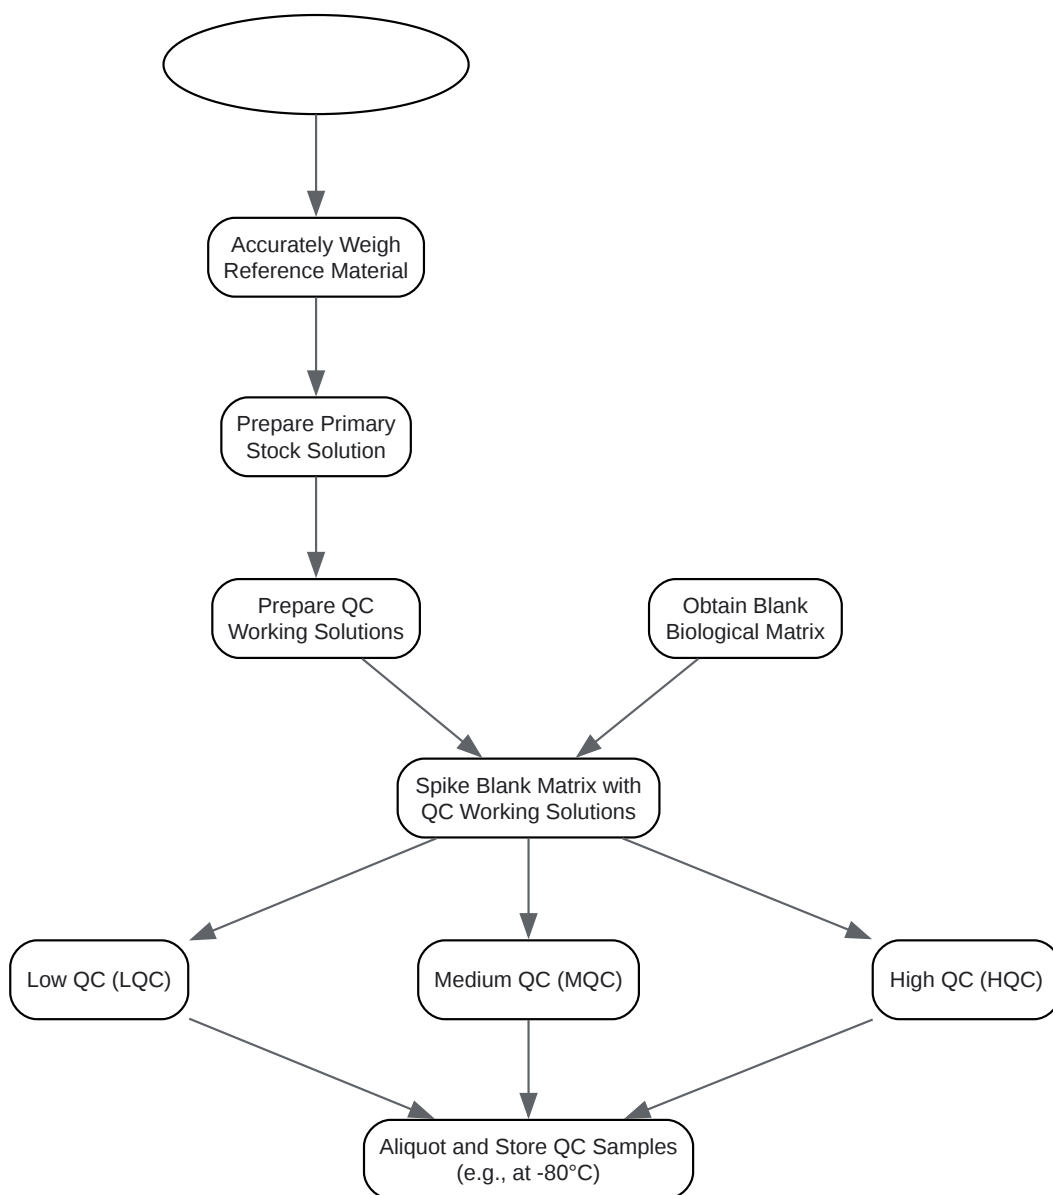 Accurately Weigh
Reference Material
Prepare Primary
Stock Solution
Prepare QC
Working Solutions
Obtain Blank
Biological Matrix
Spike Blank Matrix with
QC Working Solutions
Low QC (LQC)
Medium QC (MQC)
High QC (HQC)
Aliquot and Store QC Samples
(e.g., at -80°C)